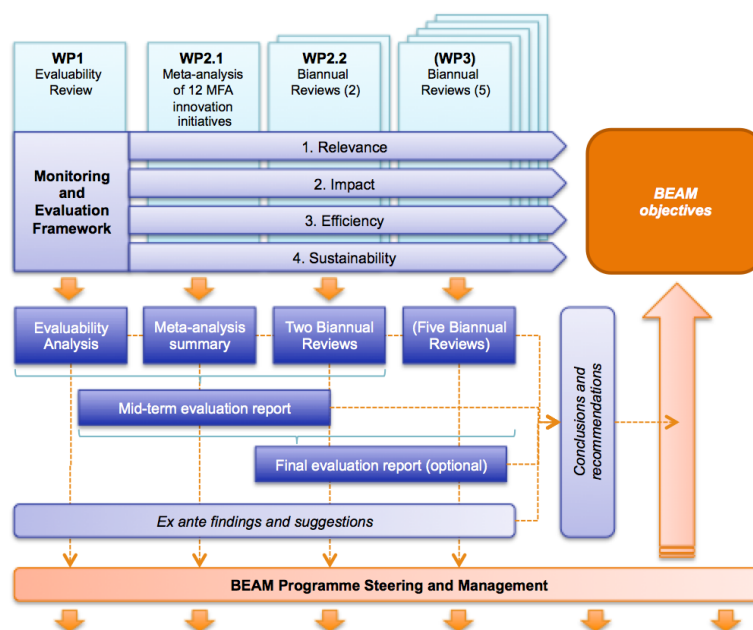 WP1
Evaluability
Review
WP2.1
Meta-analysis
of 12 MFA
innovation
initiatives
WP2.2
Biannual
Reviews (2)
(WP3)
Biannual
Reviews (5)
Monitoring
and
Evaluation
Framework
1. Relevance
2. Impact
3. Efficiency
4. Sustainability
BEAM
objectives
Evaluability
Analysis
Meta-analysis
summary
Two Biannual
Reviews
(Five Biannual
Reviews)
Mid-term evaluation report
Final evaluation report (optional)
Conclusions and
recommendations
Ex ante findings and suggestions
BEAM Programme Steering and Management